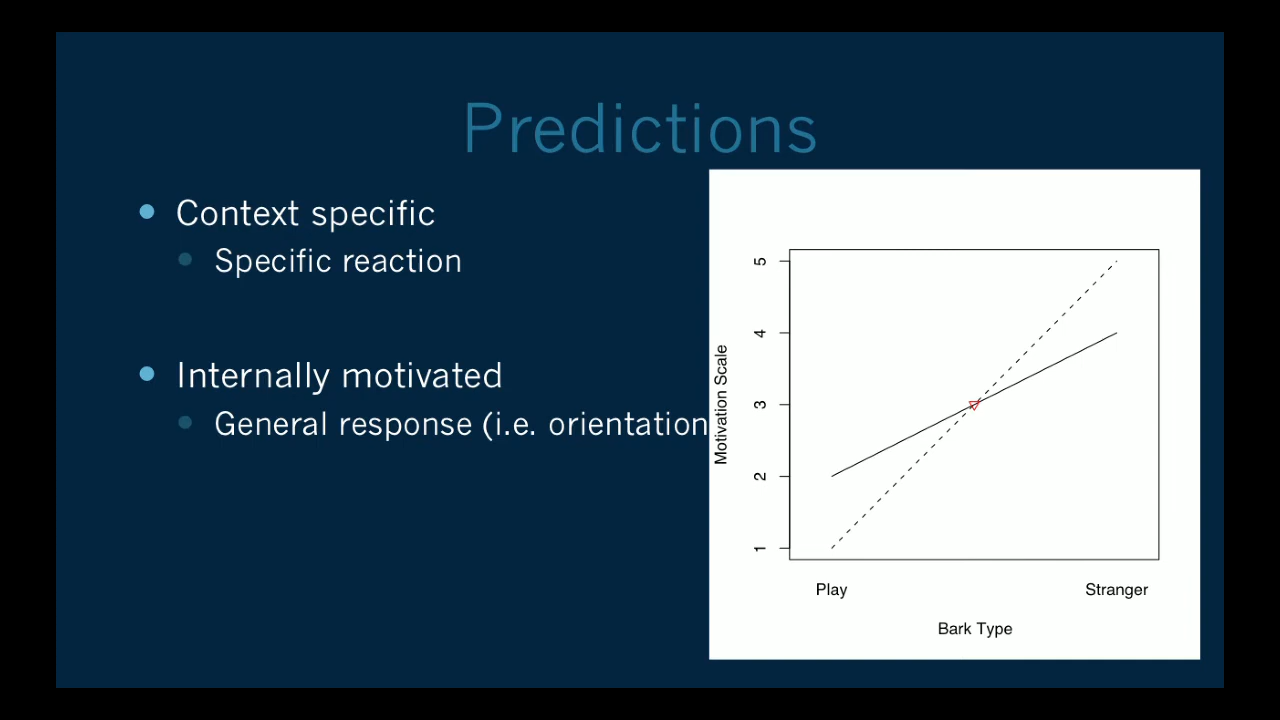 Predictions
Context specific
Specific reaction
Internally motivated
General response (i.e. orientation
Motivation Scale
5
4
3
2
1
Play
Stranger
Bark Type